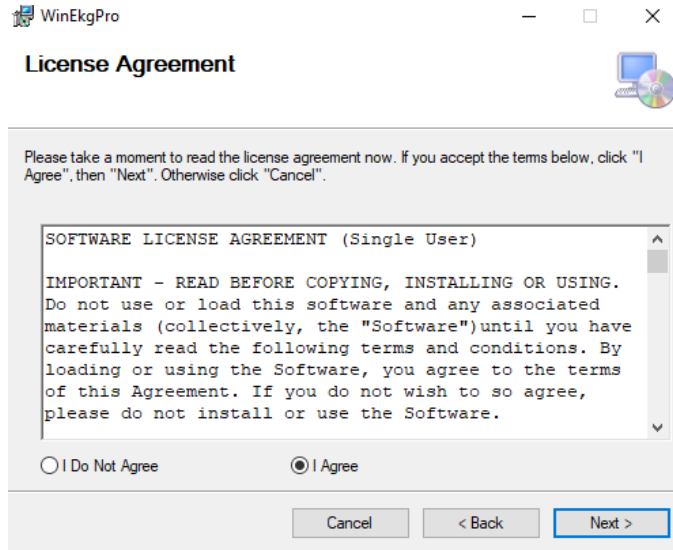 WinEkgPro
License Agreement
Please take a moment to read the license agreement now. If you accept the terms below, click "I
Agree", then "Next". Otherwise click "Cancel".
SOFTWARE LICENSE AGREEMENT (Single User)
IMPORTANT - READ BEFORE COPYING, INSTALLING OR USING.
Do not use or load this software and any associated
materials (collectively, the "Software")until you have
carefully read the following terms and conditions. By
loading or using the Software, you agree to the terms
of this Agreement. If you do not wish to so agree,
please do not install or use the Software.
I Do Not Agree
I Agree
Cancel
< Back
Next >